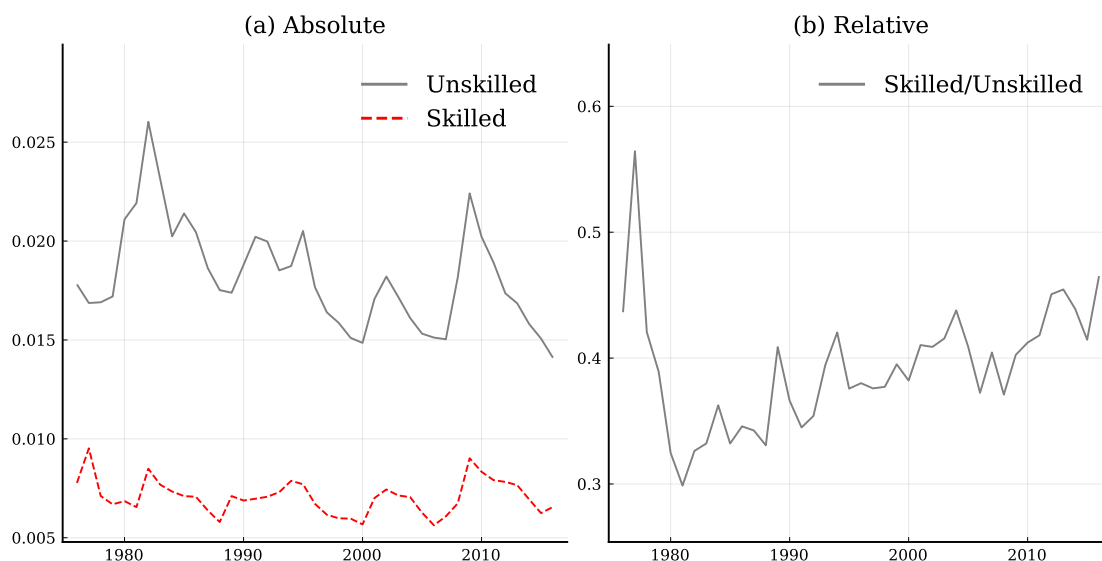 (a) Absolute
Unskilled
Skilled
0.025
0.020
0.015
0.010
0.005
1980 1990 2000 2010
(b) Relative
Skilled/Unskilled
0.6
0.5
0.4
0.3
1980 1990 2000 2010